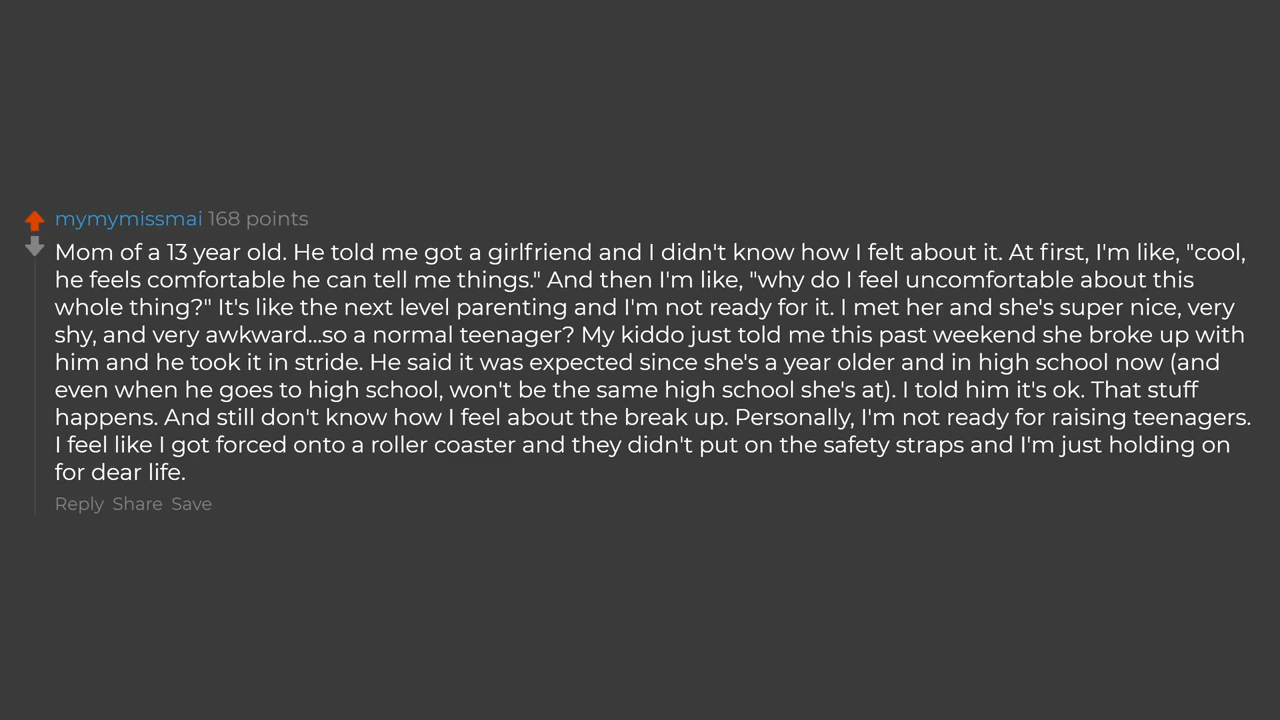 mymymissmai 168 points
Mom of a 13 year old. He told me got a girlfriend and I didn't know how I felt about it. At first, I'm like, "cool,
he feels comfortable he can tell me things." And then I'm like, "why do I feel uncomfortable about this
whole thing?" It's like the next level parenting and I'm not ready for it. I met her and she's super nice, very
shy, and very awkward...so a normal teenager? My kiddo just told me this past weekend she broke up with
him and he took it in stride. He said it was expected since she's a year older and in high school now (and
even when he goes to high school, won't be the same high school she's at). I told him it's ok. That stuff
happens. And still don't know how I feel about the break up. Personally, I'm not ready for raising teenagers.
I feel like I got forced onto a roller coaster and they didn't put on the safety straps and I'm just holding on
for dear life.
Reply Share Save